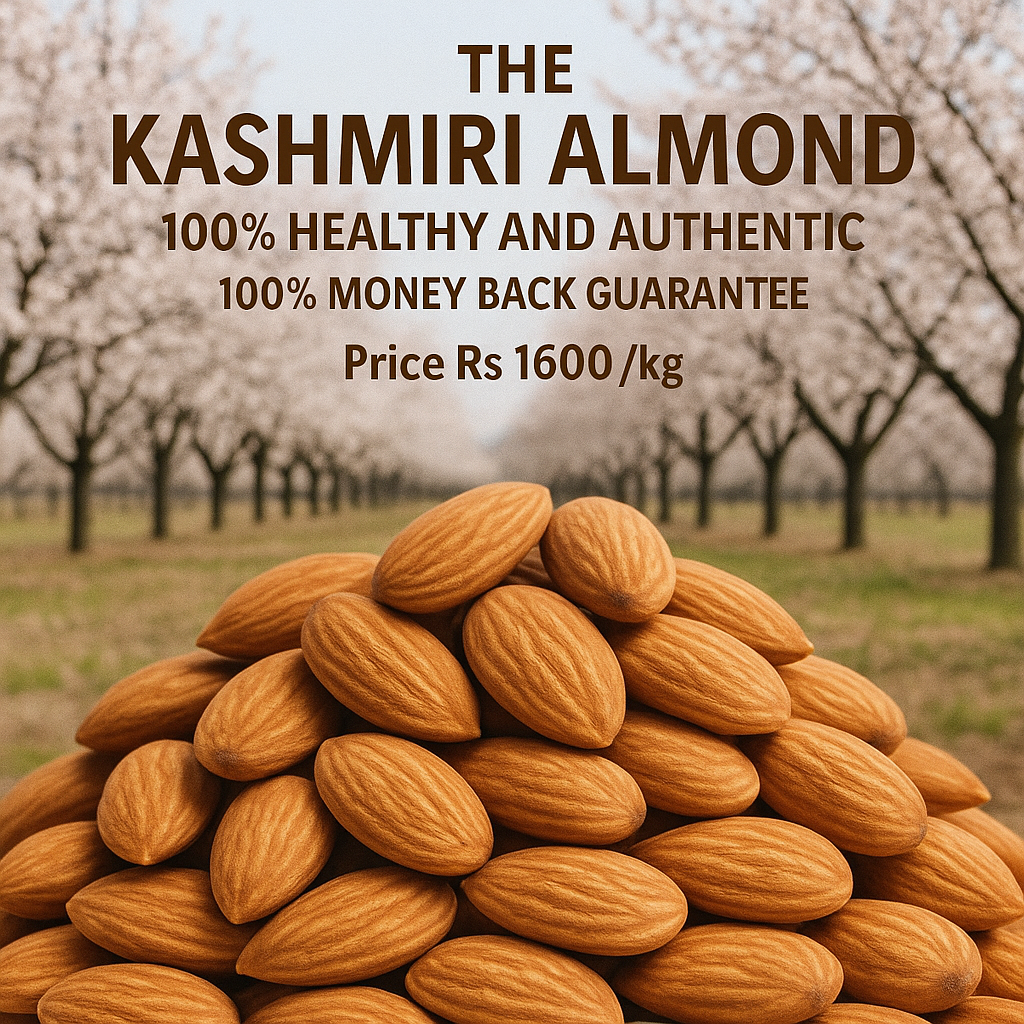 THE
KASHMIRI ALMOND
100% HEALTHY AND AUTHENTIC
100% MONEY BACK GUARANTEE
Price Rs 1600/kg